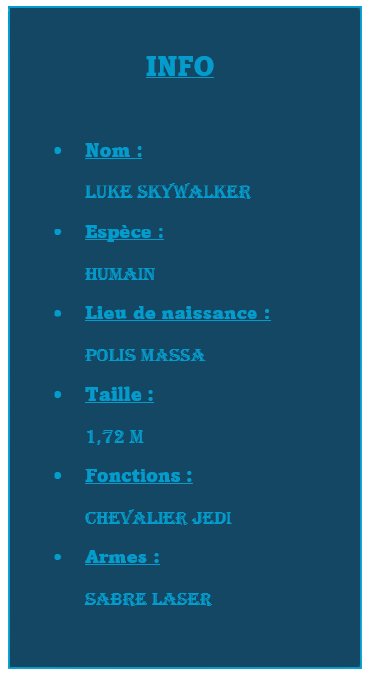 INFO
• Nom :
LUKE SKYWALKER
• Espèce :
HUMAIN
• Lieu de naissance :
POLIS MASSA
• Taille :
1,72 M
• Fonctions :
CHEVALIER JEDI
• Armes :
SABRE LASER